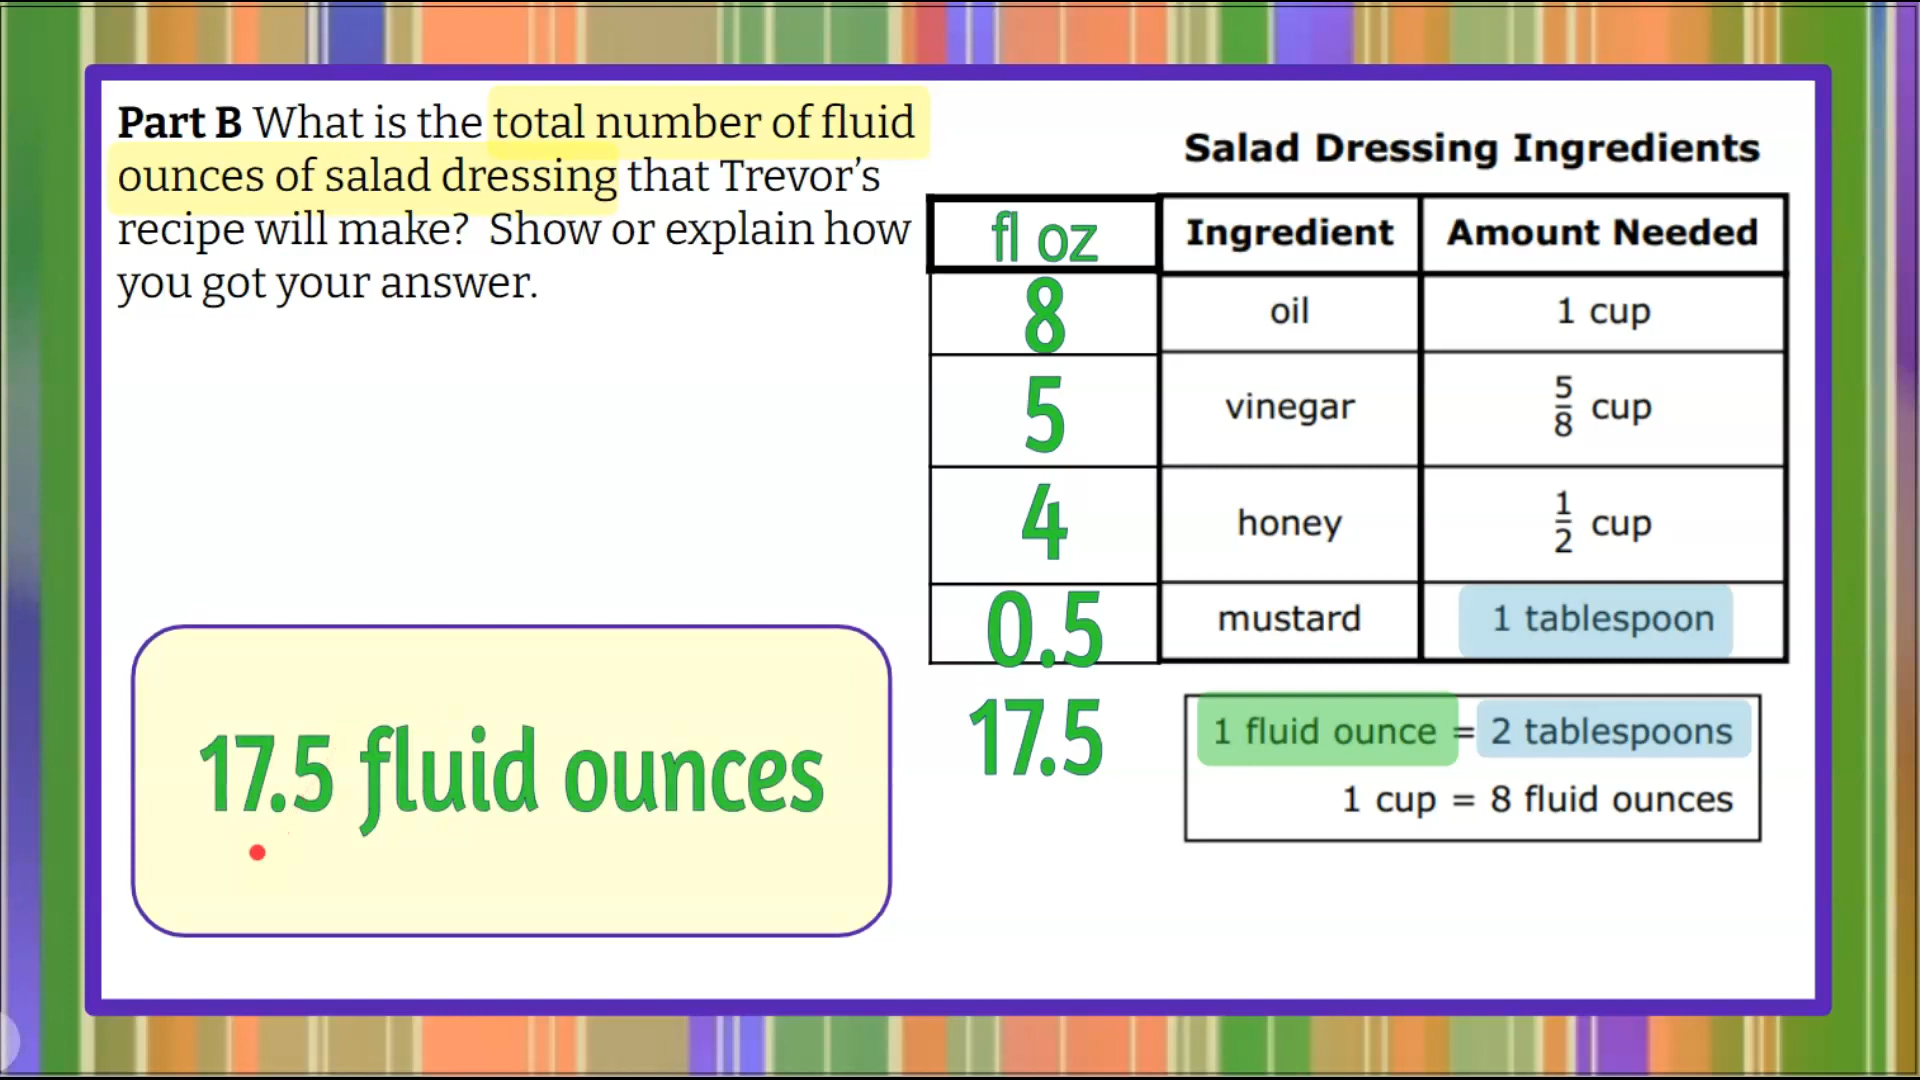 Part B What is the total number of fluid
ounces of salad dressing that Trevor’s
recipe will make? Show or explain how
you got your answer.
Salad Dressing Ingredients
fl oz Ingredient Amount Needed
8 oil 1 cup
5 vinegar 5/8 cup
4 honey 1/2 cup
0.5 mustard 1 tablespoon
17.5
1 fluid ounce = 2 tablespoons
1 cup = 8 fluid ounces
17.5 fluid ounces